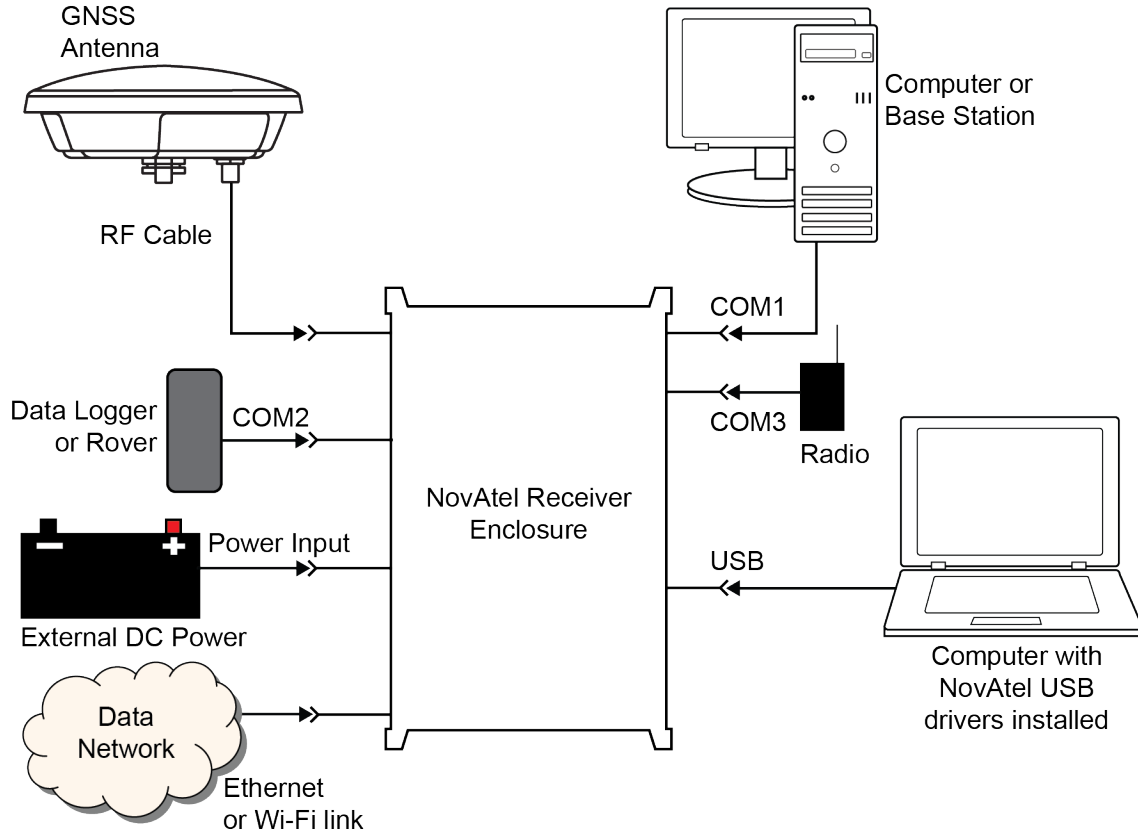 GNSS
Antenna
RF Cable
Computer or
Base Station
COM1
COM3
Radio
Data Logger
or Rover
COM2
NovAtel Receiver
Enclosure
Power Input
External DC Power
USB
Computer with
NovAtel USB
drivers installed
Data
Network
Ethernet
or Wi-Fi link